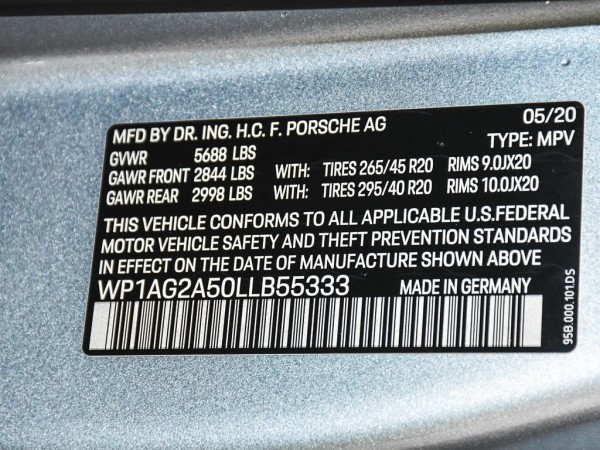 MFD BY DR. ING. H.C. F. PORSCHE AG 05/20
GVWR 5688 LBS TYPE: MPV
GAWR FRONT 2844 LBS WITH: TIRES 265/45 R20 RIMS 9.0JX20
GAWR REAR 2998 LBS WITH: TIRES 295/40 R20 RIMS 10.0JX20
THIS VEHICLE CONFORMS TO ALL APPLICABLE U.S.FEDERAL
MOTOR VEHICLE SAFETY AND THEFT PREVENTION STANDARDS
IN EFFECT ON THE DATE OF MANUFACTURE SHOWN ABOVE
WP1AG2A50LLB55333 MADE IN GERMANY
95B.000.101.DS